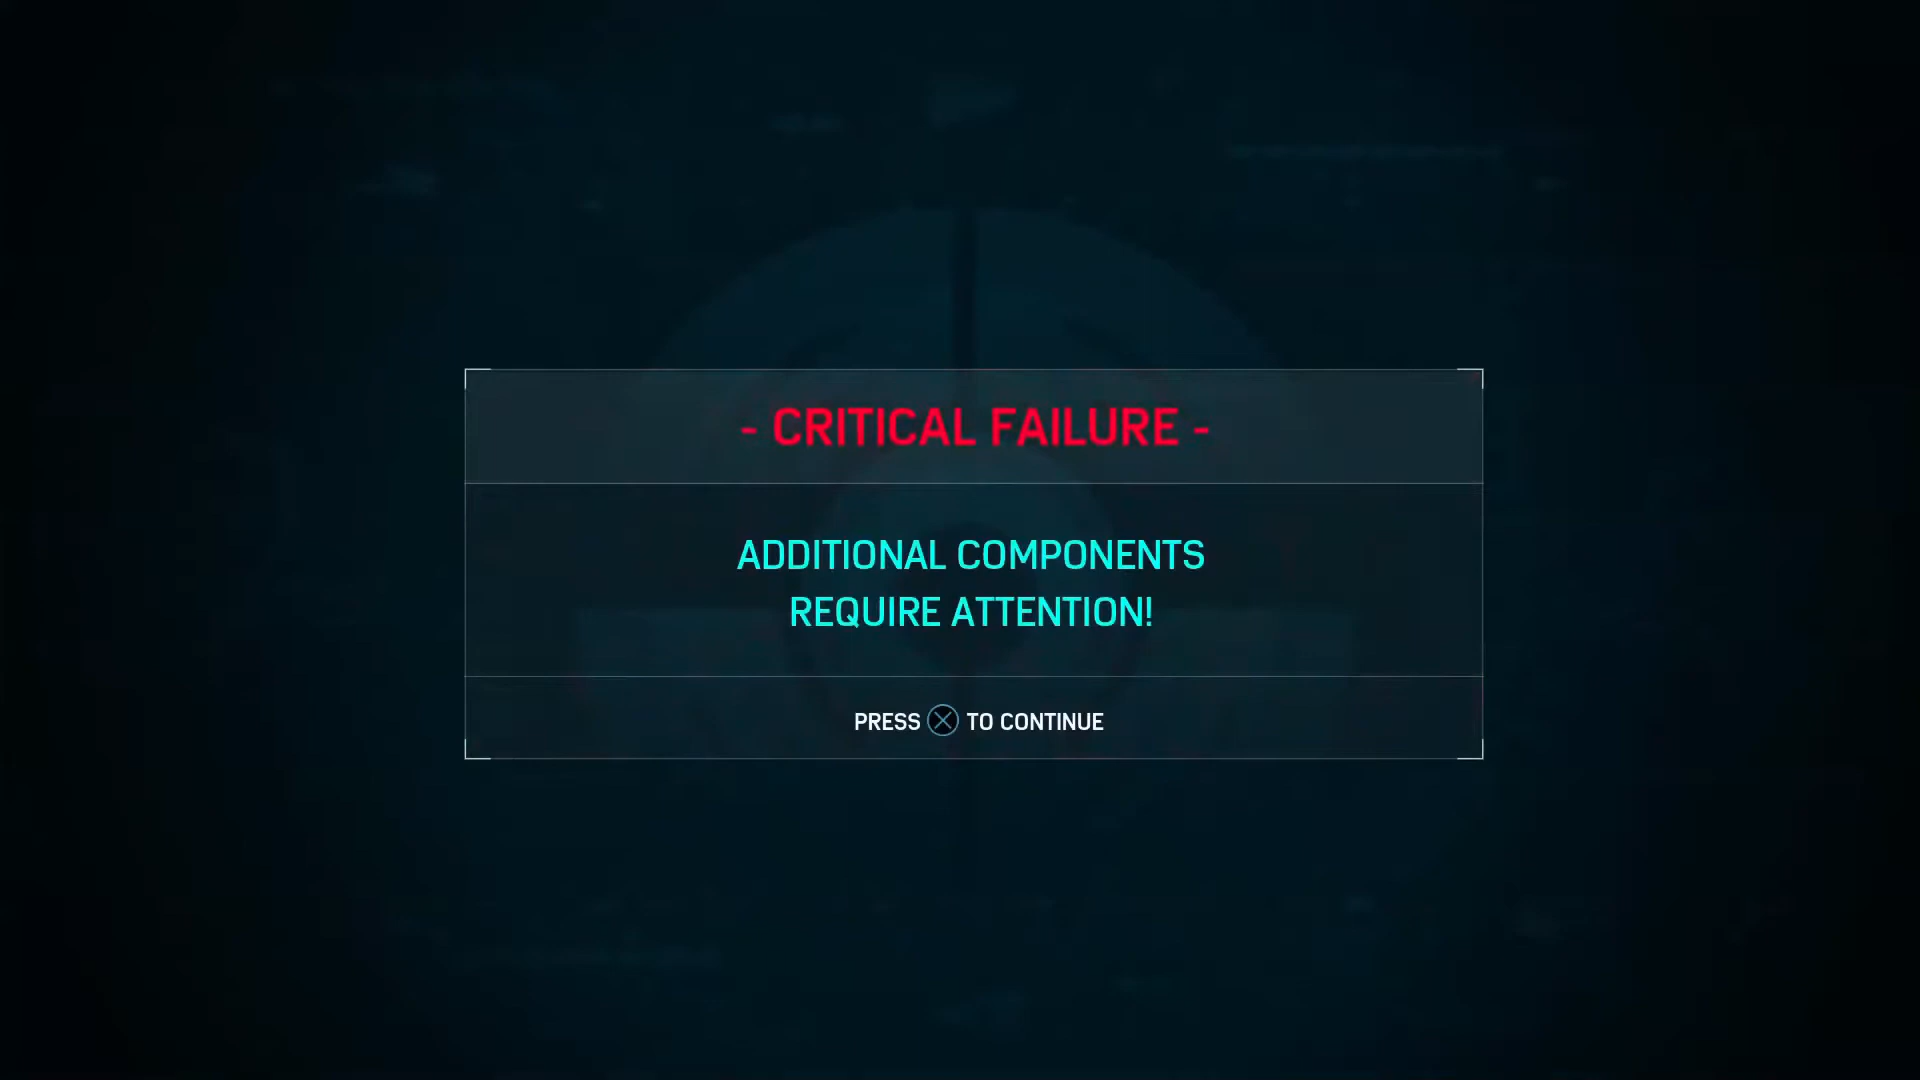 - CRITICAL FAILURE -
ADDITIONAL COMPONENTS
REQUIRE ATTENTION!
PRESS TO CONTINUE